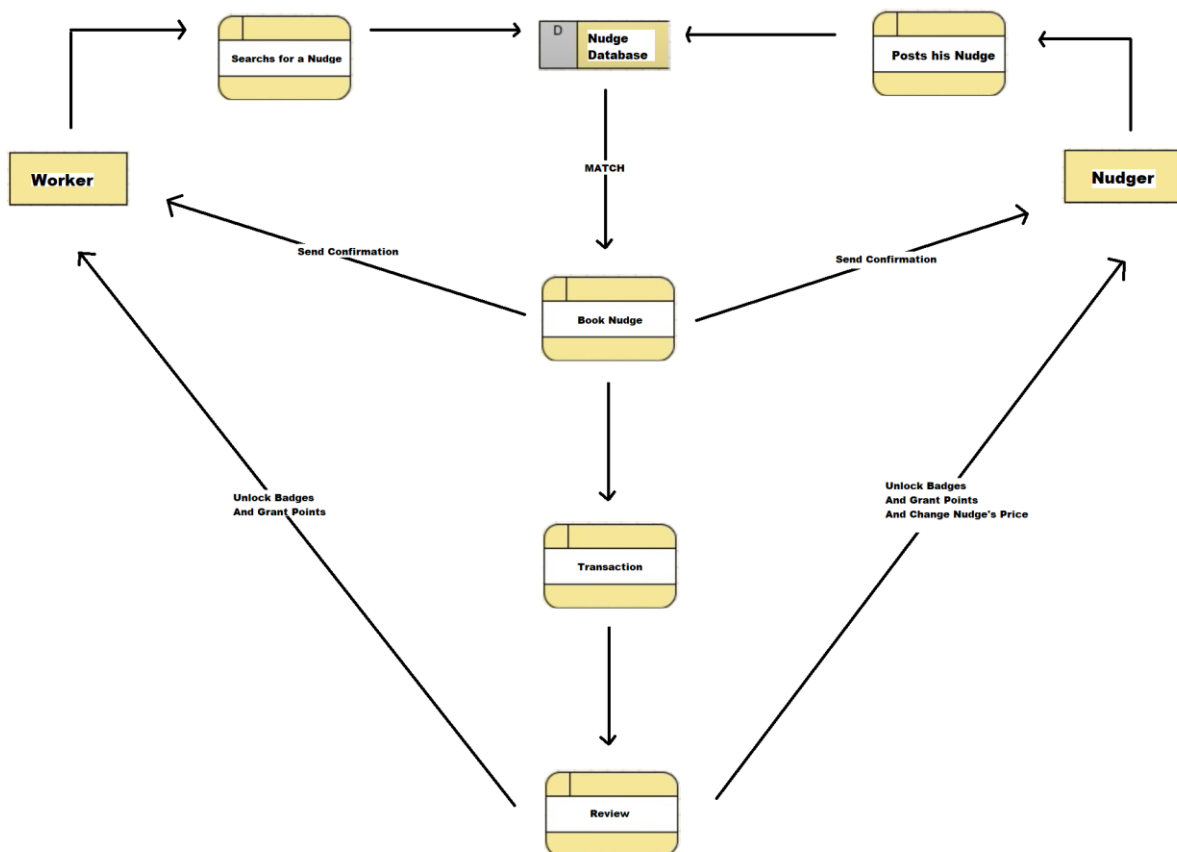 Searchs for a Nudge
D
Nudge
Database
Posts his Nudge
MATCH
Worker
Nudger
Send Confirmation
Send Confirmation
Book Nudge
Unlock Badges
And Grant Points
Unlock Badges
And Grant Points
And Change Nudge's Price
Transaction
Review